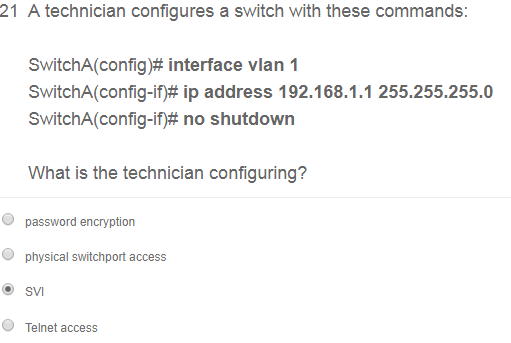 21 A technician configures a switch with these commands:
SwitchA(config)# interface vlan 1
SwitchA(config-if)# ip address 192.168.1.1 255.255.255.0
SwitchA(config-if)# no shutdown
What is the technician configuring?
password encryption
physical switchport access
SVI
Telnet access